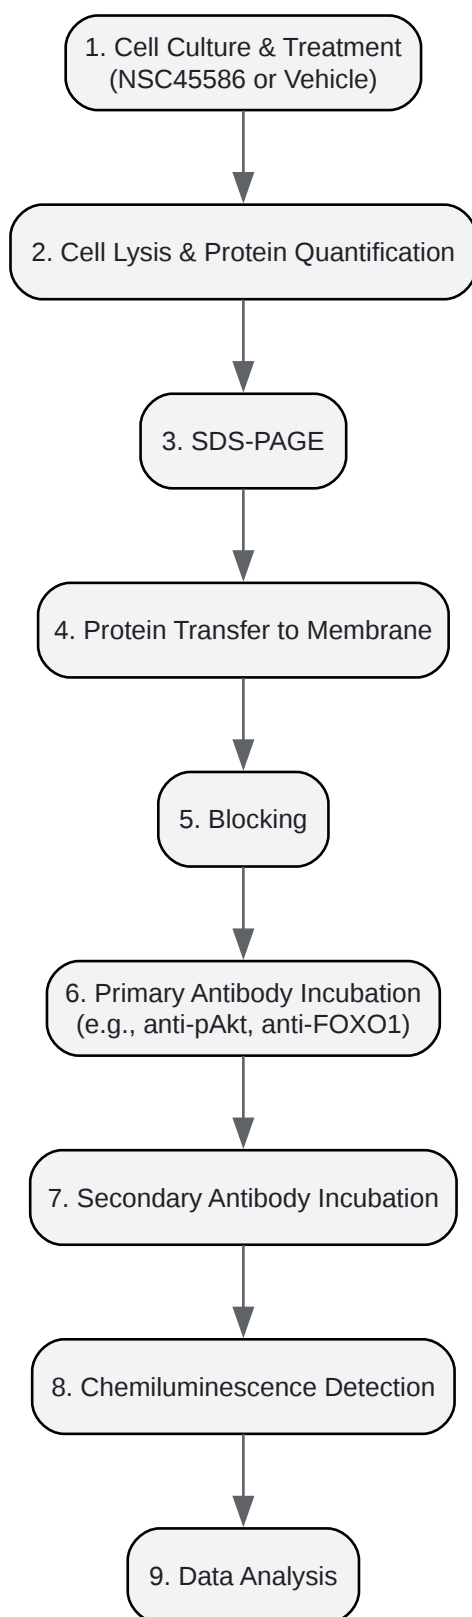 1. Cell Culture & Treatment
(NSC45586 or Vehicle)
2. Cell Lysis & Protein Quantification
3. SDS-PAGE
4. Protein Transfer to Membrane
5. Blocking
6. Primary Antibody Incubation
(e.g., anti-pAkt, anti-FOXO1)
7. Secondary Antibody Incubation
8. Chemiluminescence Detection
9. Data Analysis